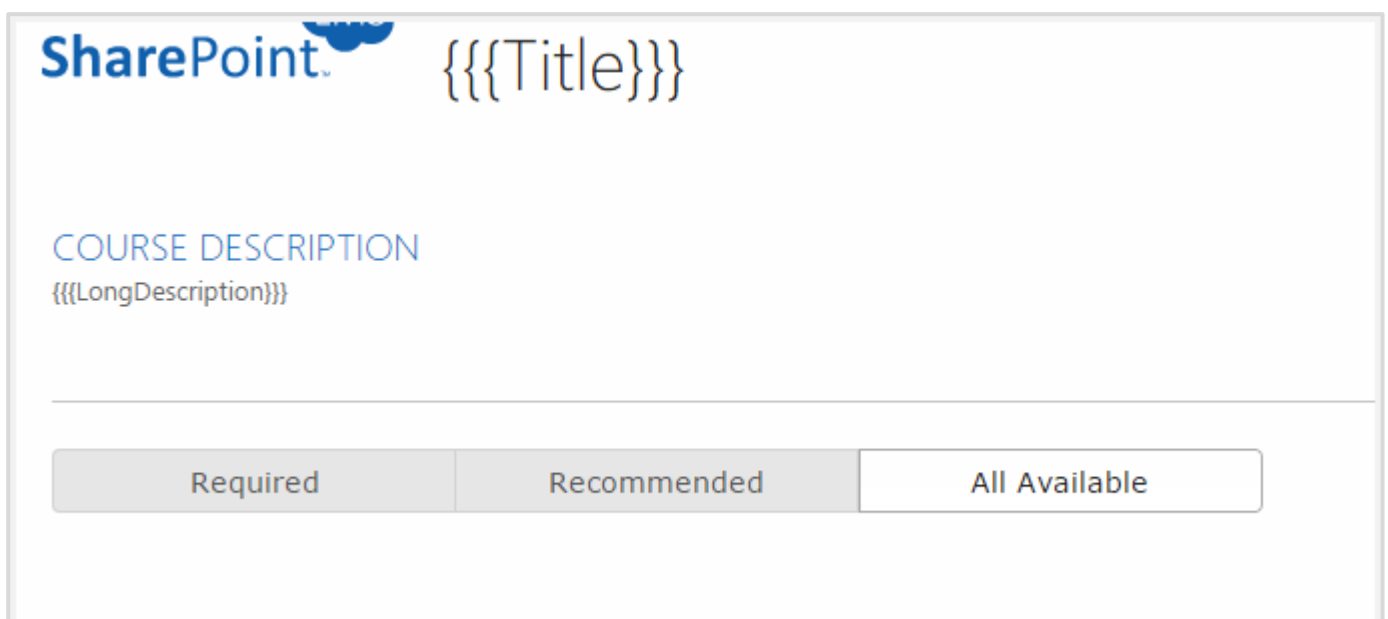 SharePoint
{{{Title}}}
COURSE DESCRIPTION
{{{LongDescription}}}
Required
Recommended
All Available